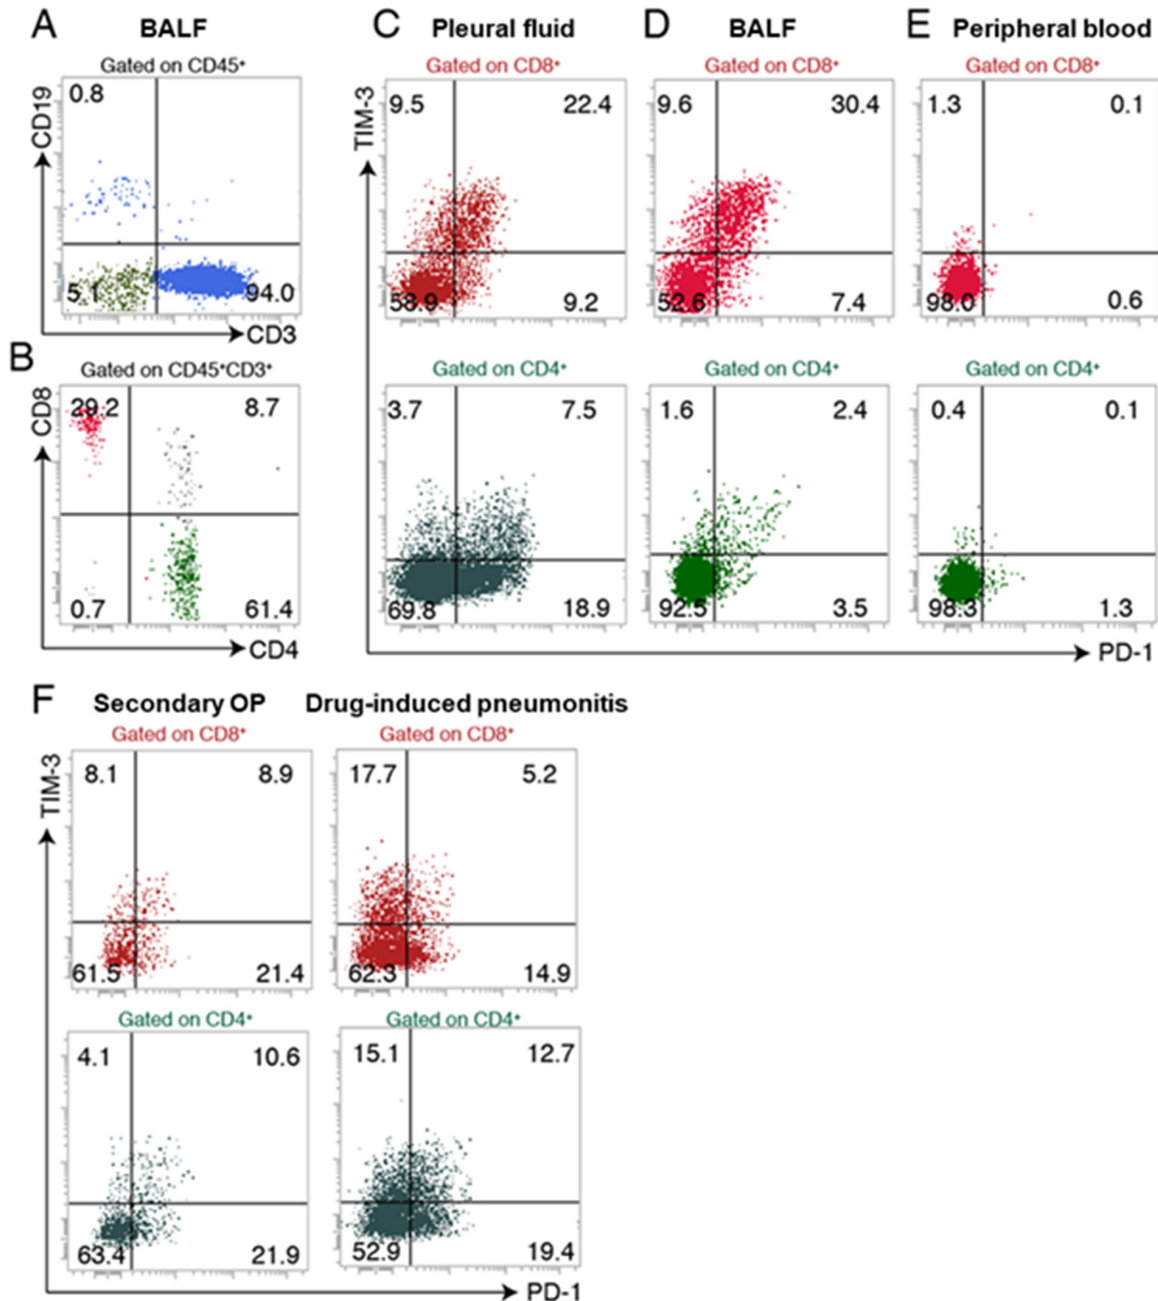 A BALF
Gated on CD45+
CD19
0.8
5.1 94.0
CD3
B
Gated on CD45+CD3+
CD8
29.2 8.7
0.7 61.4
CD4
C Pleural fluid
Gated on CD8+
TIM-3
9.5 22.4
58.9 9.2
Gated on CD4+
3.7 7.5
69.8 18.9
D BALF
Gated on CD8+
9.6 30.4
52.6 7.4
Gated on CD4+
1.6 2.4
92.5 3.5
E Peripheral blood
Gated on CD8+
1.3 0.1
98.0 0.6
Gated on CD4+
0.4 0.1
98.3 1.3
PD-1
F Secondary OP
Gated on CD8+
TIM-3
8.1 8.9
61.5 21.4
Gated on CD4+
4.1 10.6
63.4 21.9
Drug-induced pneumonitis
Gated on CD8+
17.7 5.2
62.3 14.9
Gated on CD4+
15.1 12.7
52.9 19.4
PD-1